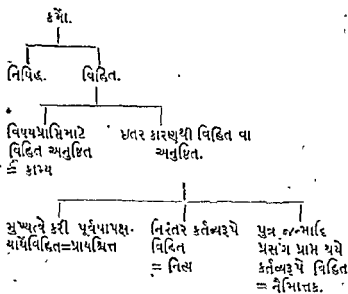 કર્મો.
નિષિદ્ધ. વિહિત.
વિષયપ્રાપ્તિમાટે
વિહિત અનુષ્ઠિત
= કામ્ય
ઇતર કારણથી વિહિત વા
અનુષ્ઠિત.
મુખ્યત્વે કરી પૂર્વપાપક્ષ-
યાર્થેવિહિત=પ્રાયશ્ચિત્ત
નિરંતર કર્તવ્યરૂપે
વિહિત
= નિત્ય
પુત્ર જન્માદિ
પ્રસંગ પ્રાપ્ત થયે
કર્તવ્યરૂપે વિહિત
= નૈમિત્તક.